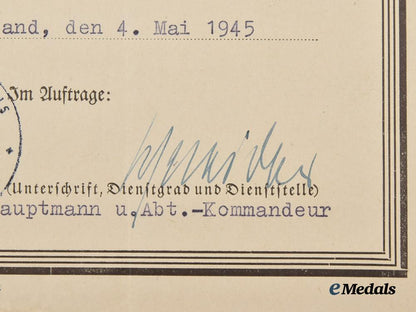 and, den 4. Mai 1945
Im Auftrage:
(Unterschrift, Dienstgrad und Dienststelle)
auptmann u.Abt.-Kommandeur
eMedals